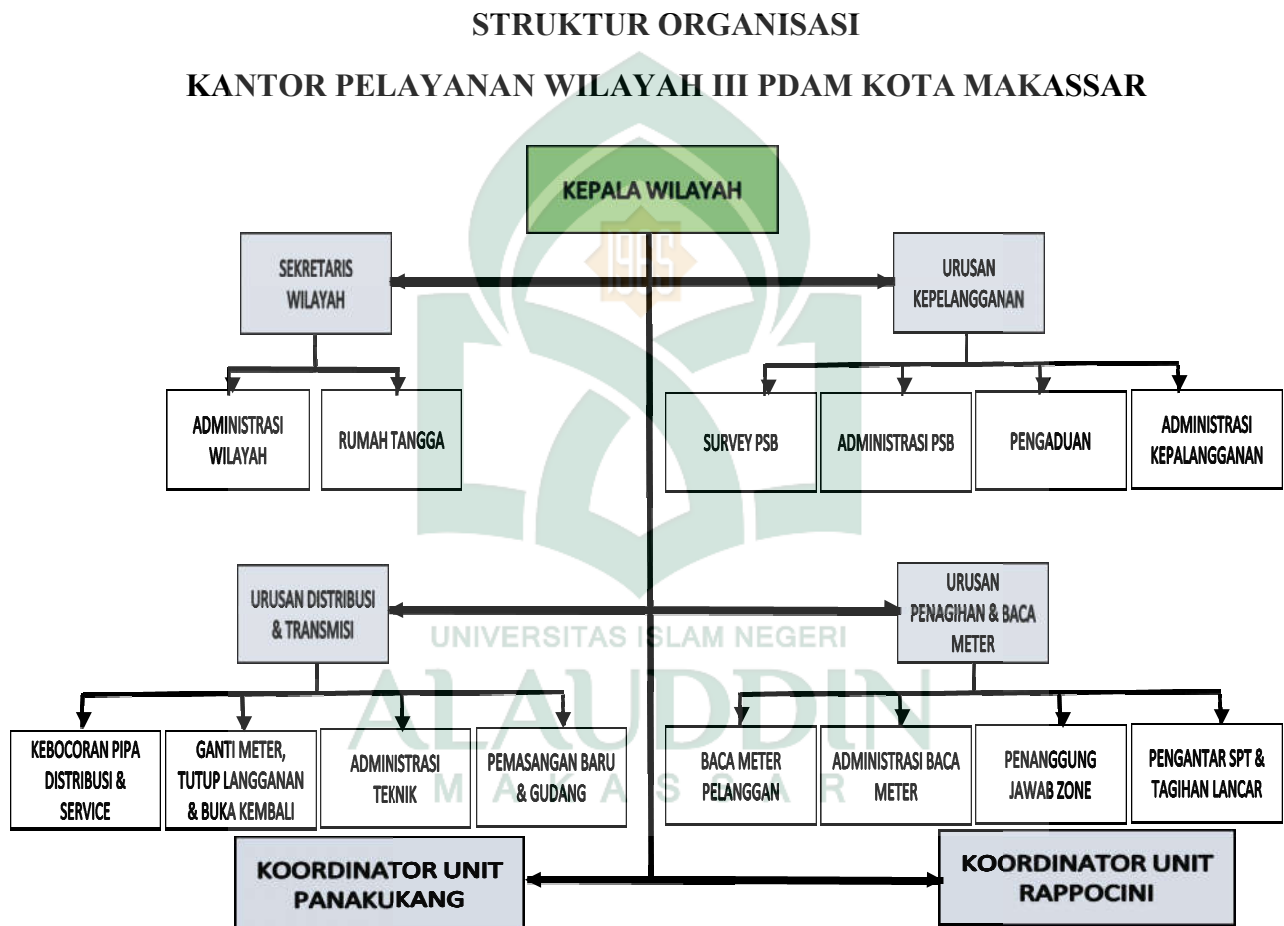 STRUKTUR ORGANISASI
KANTOR PELAYANAN WILAYAH III PDAM KOTA MAKASSAR
KEPALA WILAYAH
1965
SEKRETARIS
WILAYAH
URUSAN
KEPELANGGANAN
ADMINISTRASI
WILAYAH
RUMAH TANGGA
SURVEY PSB
ADMINISTRASI PSB
PENGADUAN
ADMINISTRASI
KEPALANGGANAN
URUSAN DISTRIBUSI
& TRANSMISI
URUSAN
PENAGIHAN & BACA
METER
UNIVERSITAS ISLAM NEGERI
ALAUDDIN
MAKASSAR
KEBOCORAN PIPA
DISTRIBUSI &
SERVICE
GANTI METER,
TUTUP LANGGANAN
& BUKA KEMBALI
ADMINISTRASI
TEKNIK
PEMASANGAN BARU
& GUDANG
BACA METER
PELANGGAN
ADMINISTRASI BACA
METER
PENANGGUNG
JAWAB ZONE
PENGANTAR SPT &
TAGIHAN LANCAR
KOORDINATOR UNIT
PANAKUKANG
KOORDINATOR UNIT
RAPPOCINI